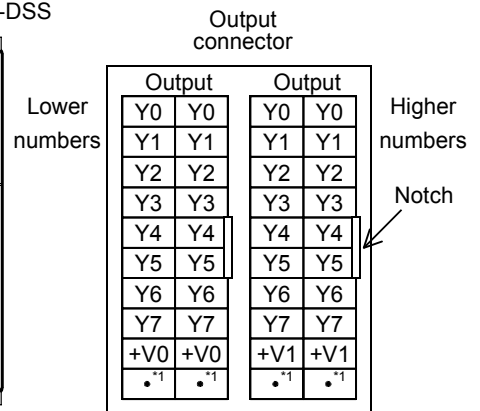 -DSS
Output
connector
Output Output
Lower Higher
numbers numbers
Notch
Y0 Y0 Y0 Y0
Y1 Y1 Y1 Y1
Y2 Y2 Y2 Y2
Y3 Y3 Y3 Y3
Y4 Y4 Y4 Y4
Y5 Y5 Y5 Y5
Y6 Y6 Y6 Y6
Y7 Y7 Y7 Y7
+V0 +V0 +V1 +V1
•*1 •*1 •*1 •*1